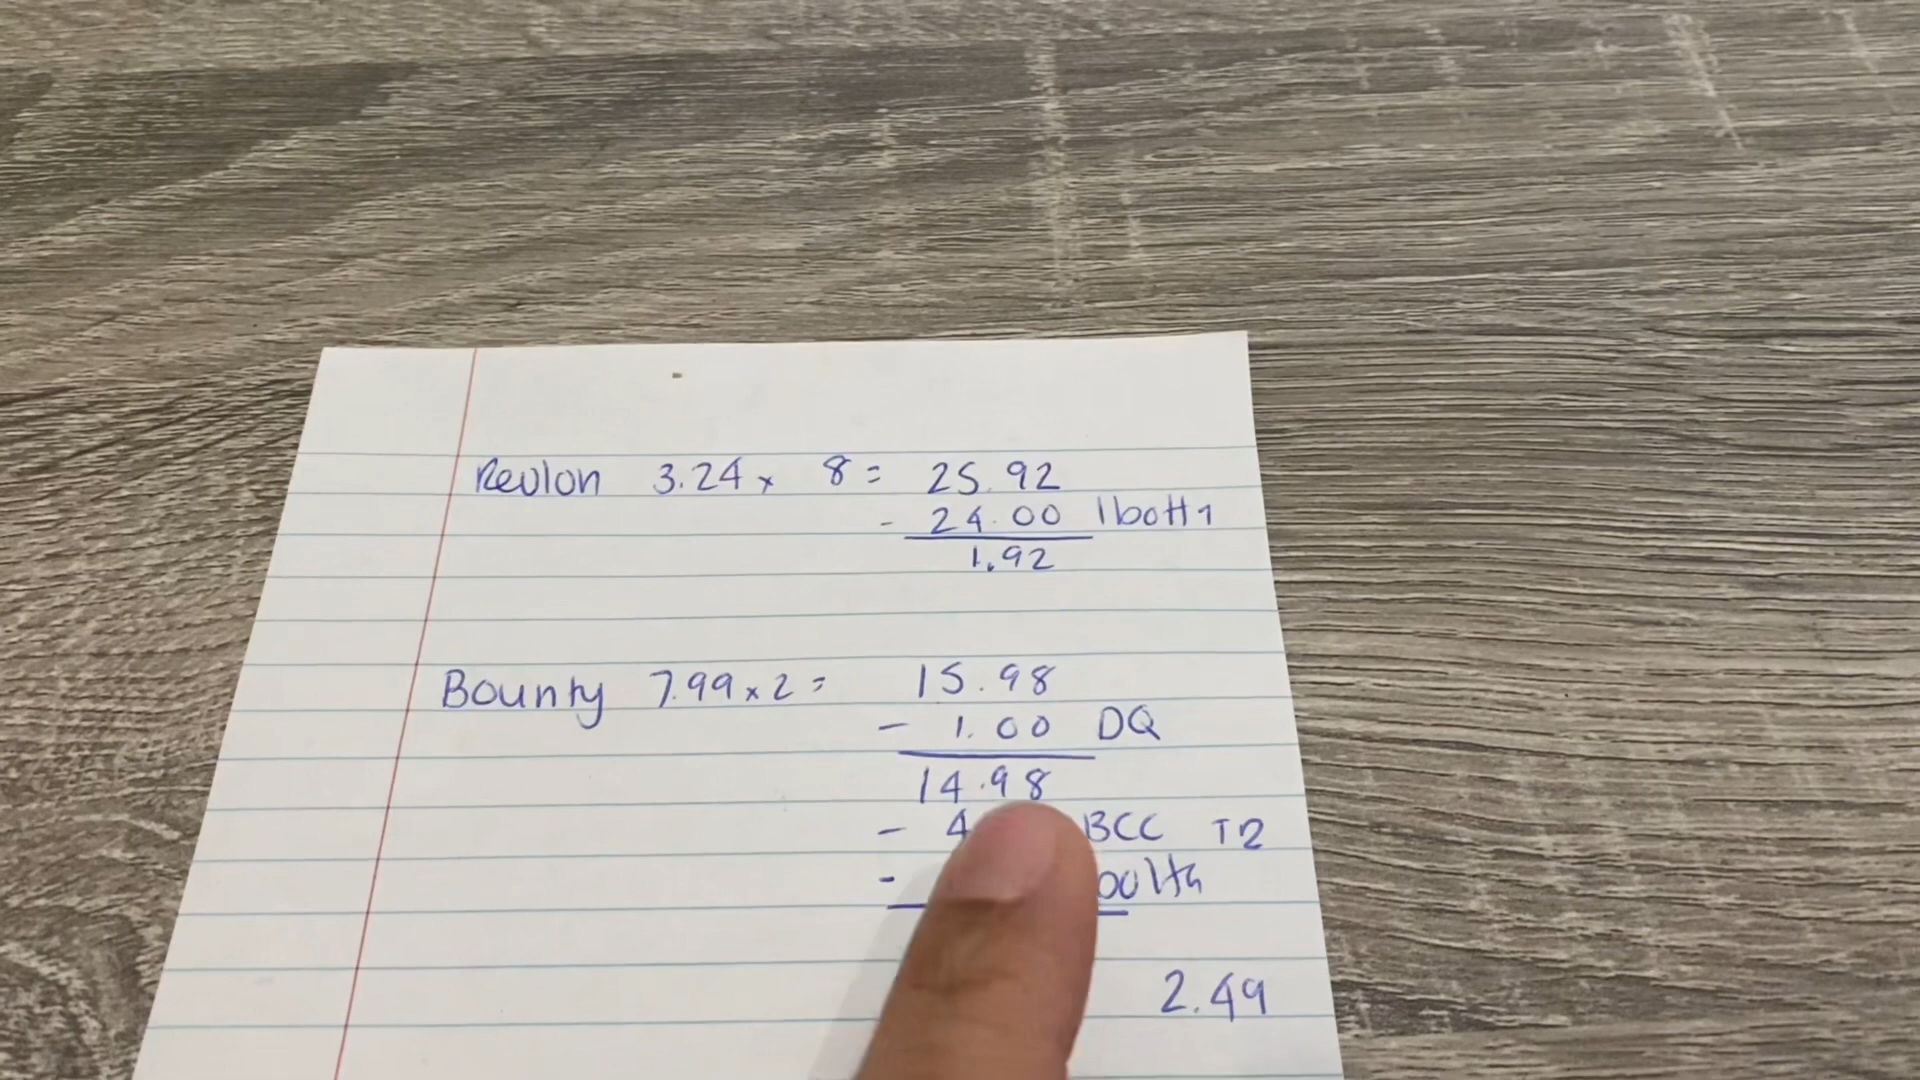 Revlon 3.24 x 8 = 25.92
- 24.00 Ibotta
1.92
Bounty 7.99 x 2 = 15.98
- 1.00 DQ
14.98
- 4 BCC T2
-
2.49